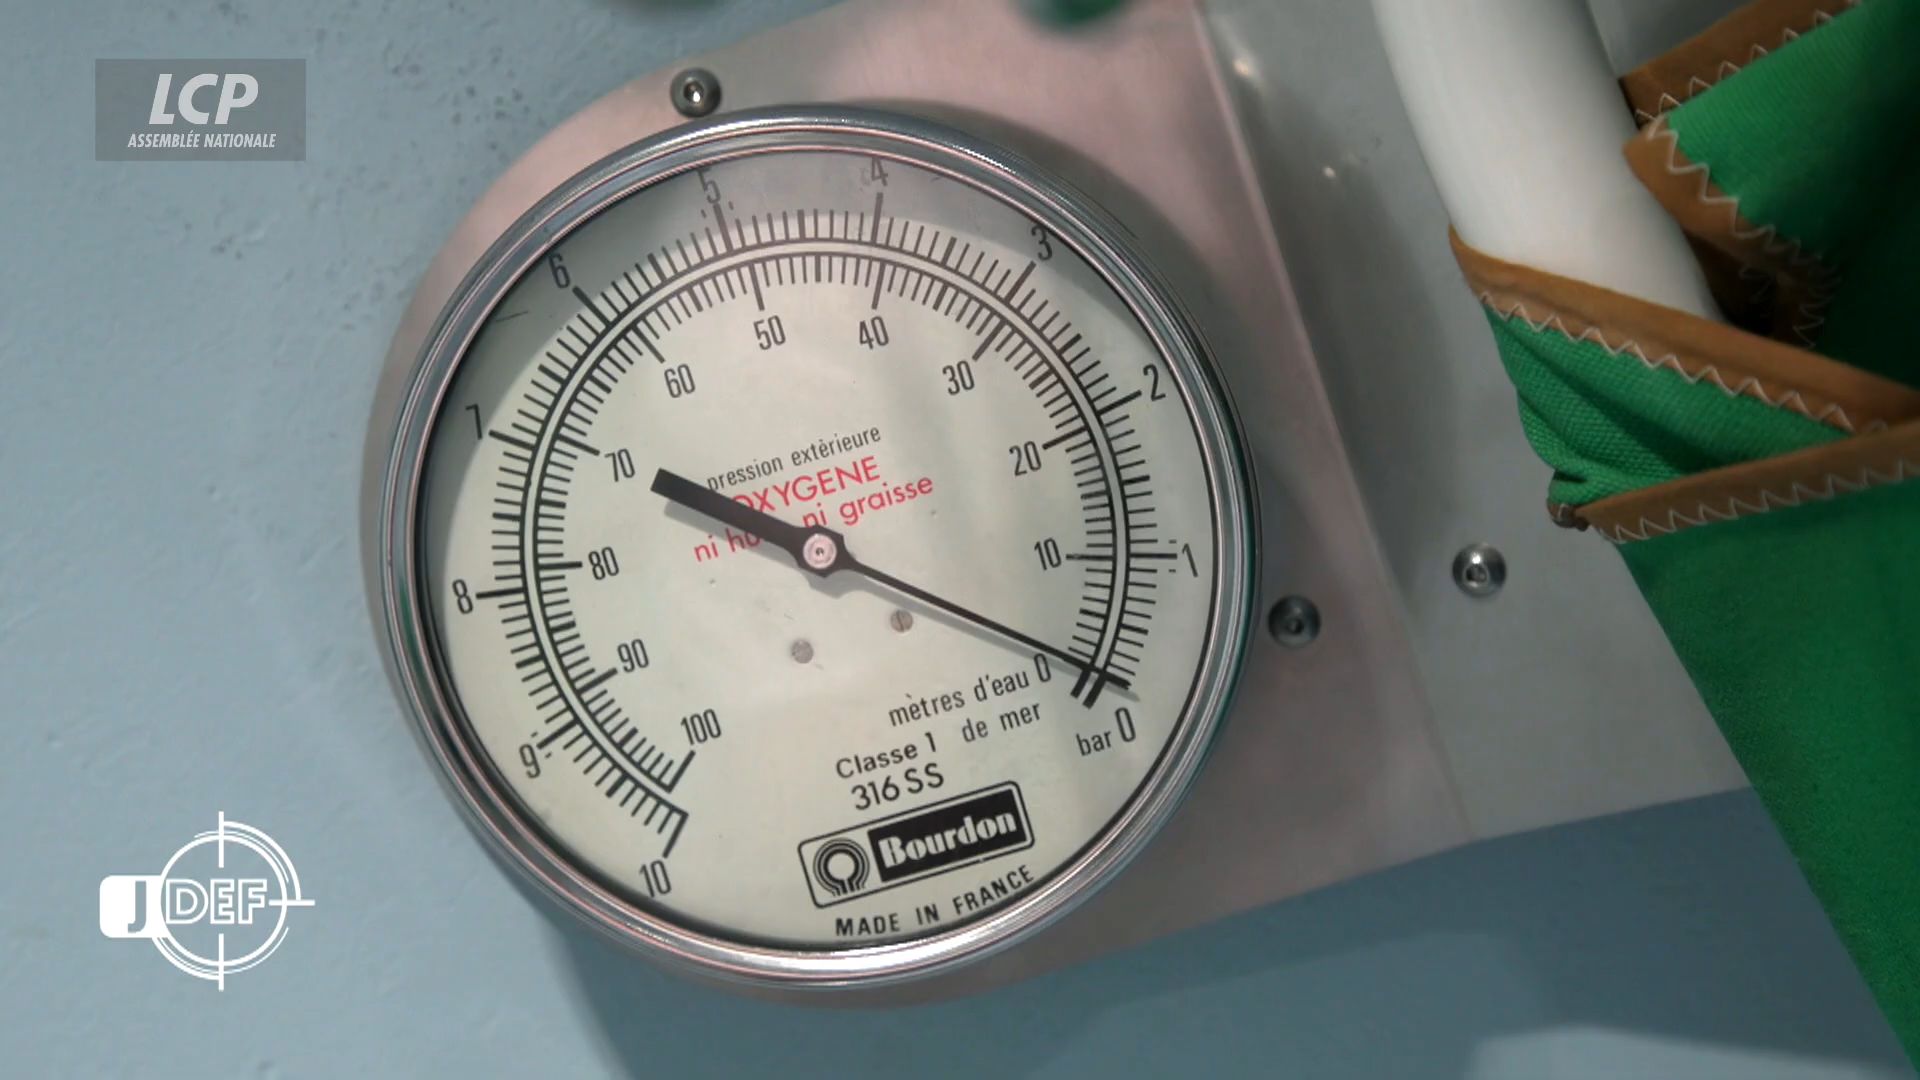 LCP
ASSEMBLÉE NATIONALE
5
4
6
3
50
40
2
60
30
7
70
20
pression extèrieure
OXYGENE
ni ni graisse
80
10
1
8
90
0
mètres d'eau
de mer
100
9
bar 0
Classe 1
316 SS
Bourdon
10
MADE IN FRANCE
JDEF